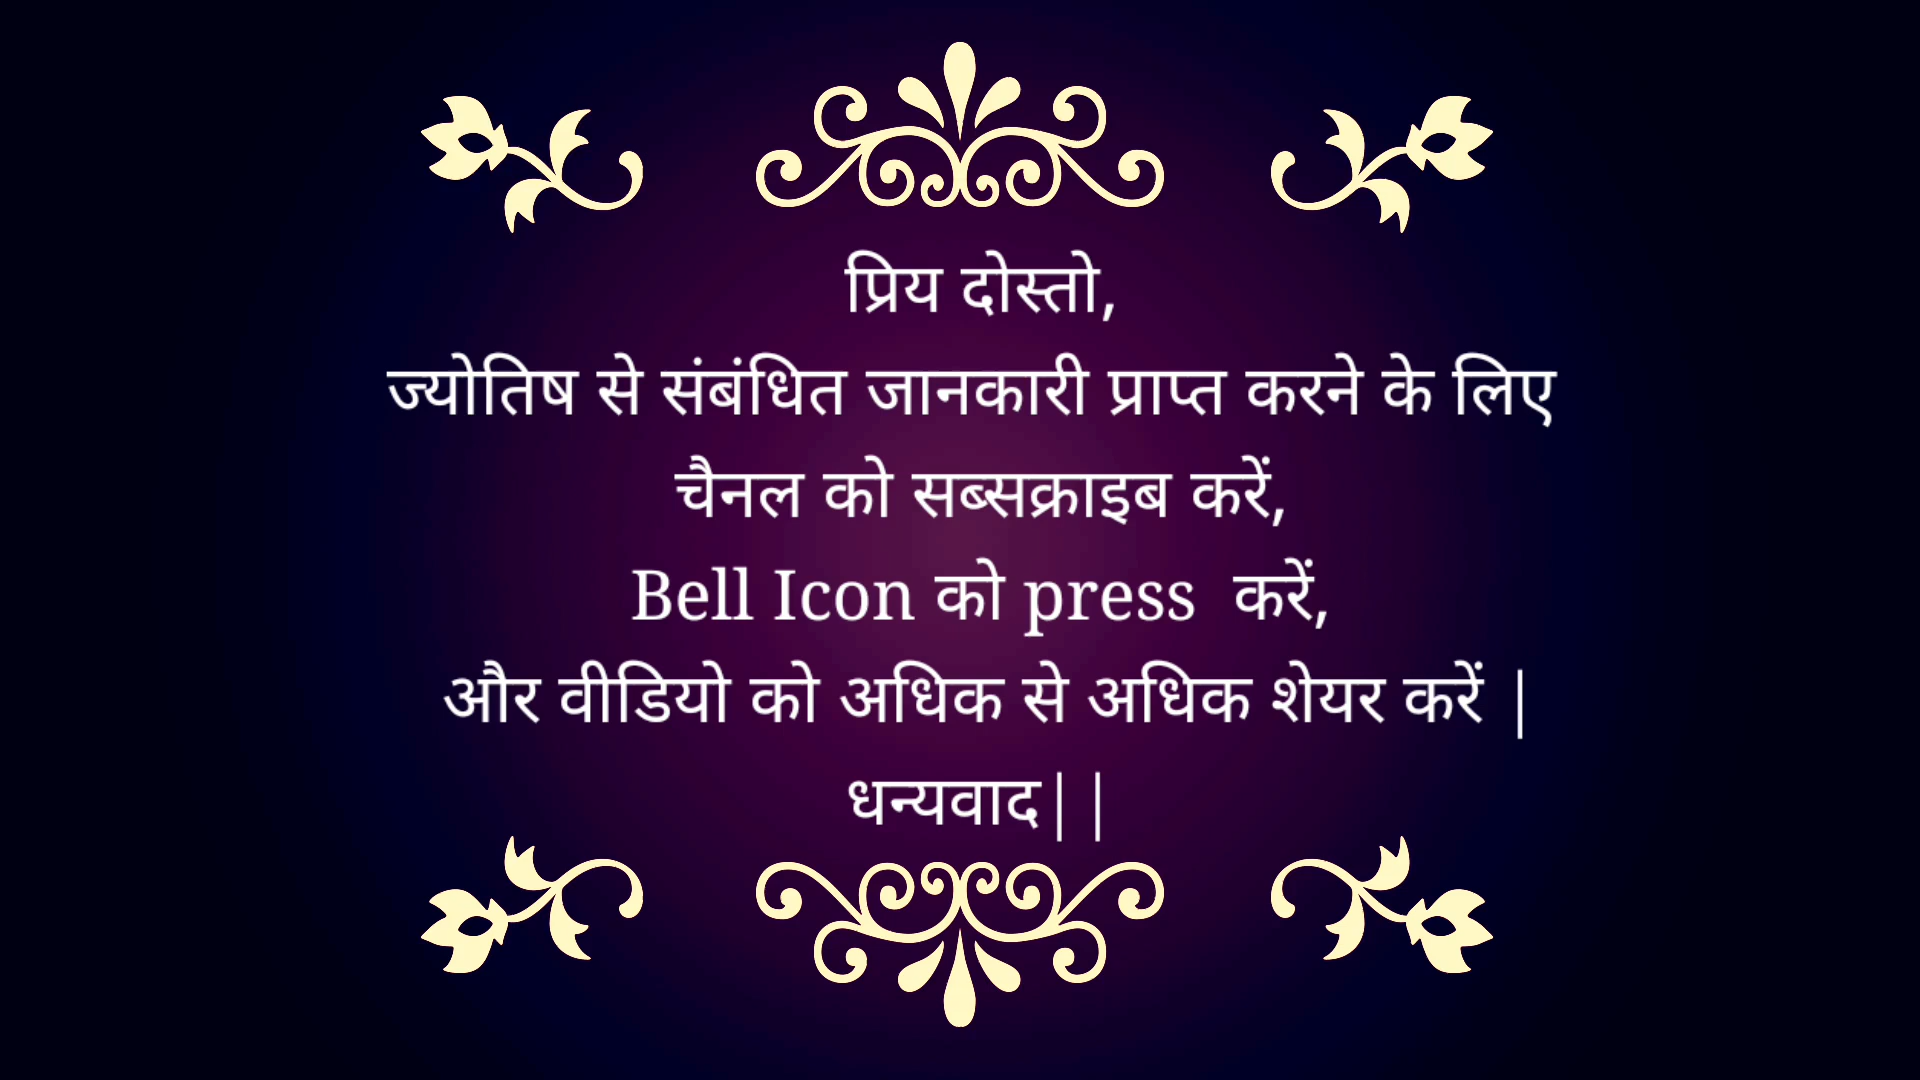 प्रिय दोस्तो,
ज्योतिष से संबंधित जानकारी प्राप्त करने के लिए
चैनल को सब्सक्राइब करें,
Bell Icon को press  करें,
और वीडियो को अधिक से अधिक शेयर करें |
धन्यवाद||